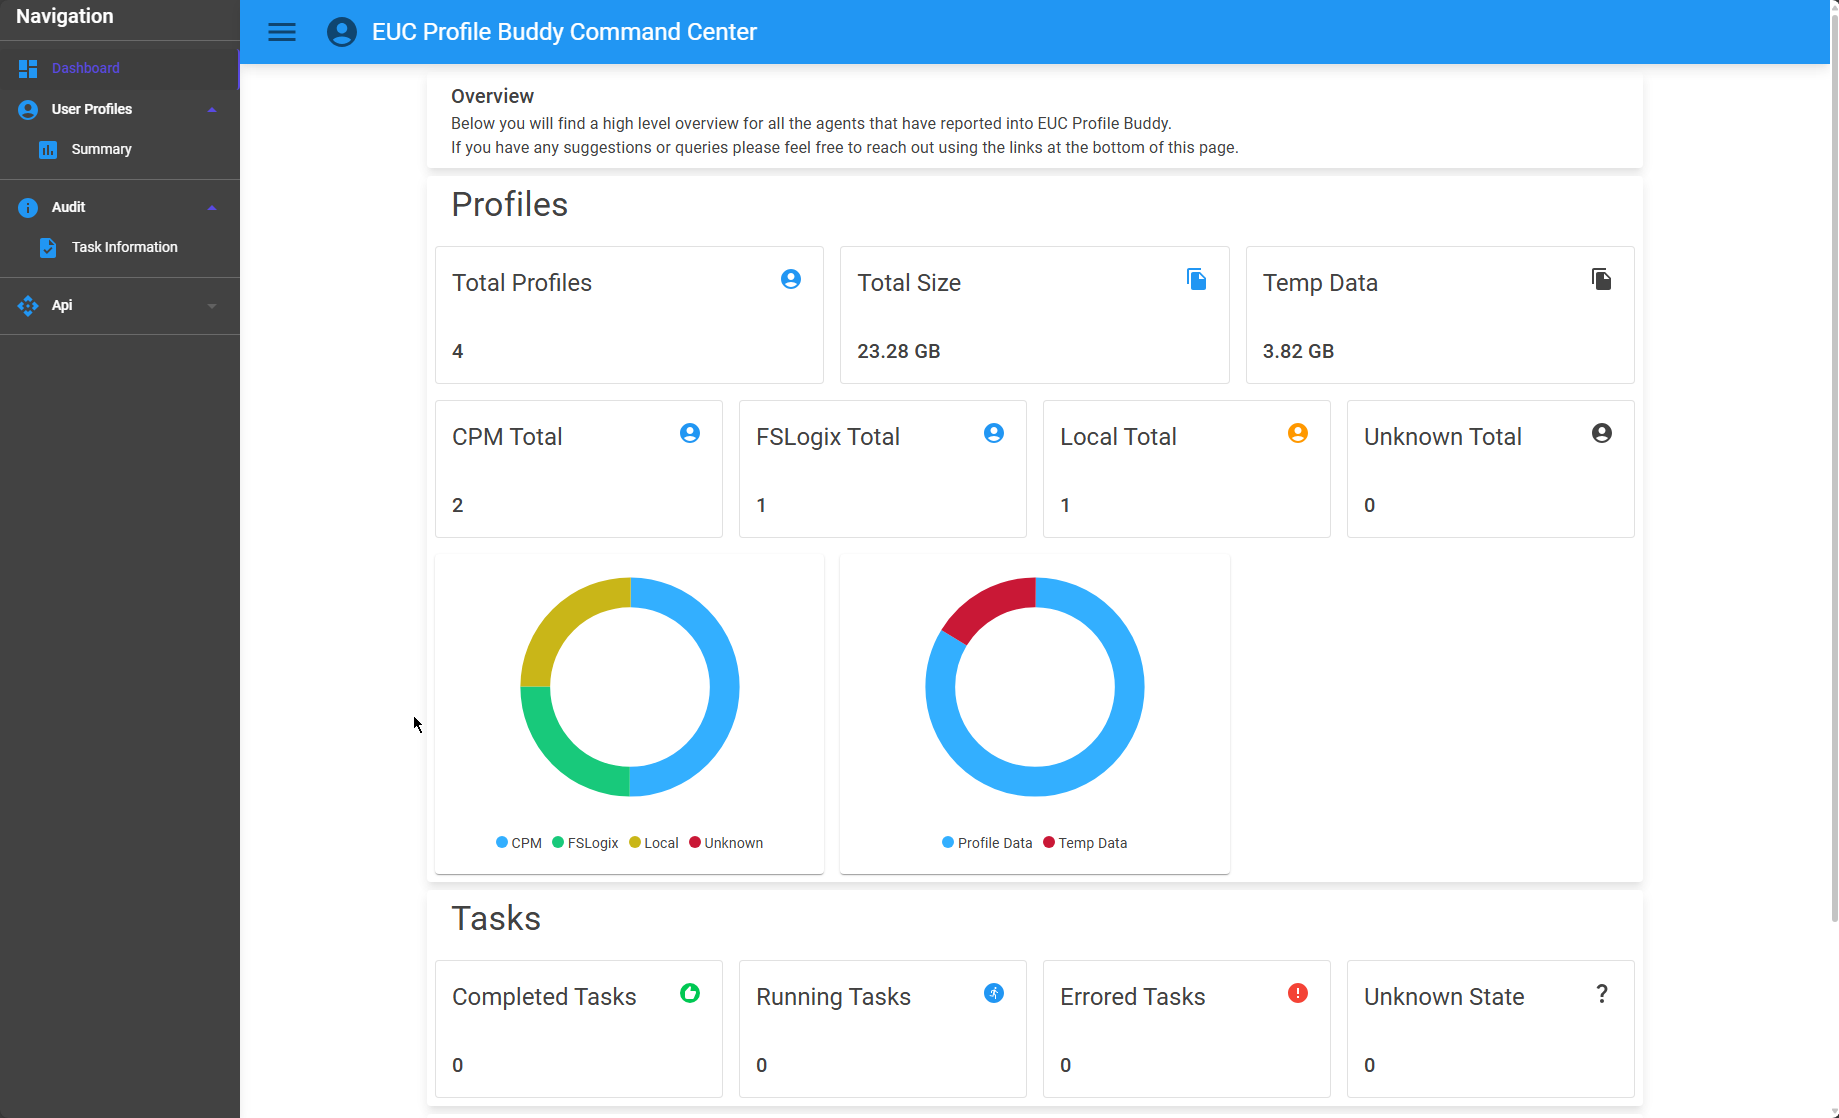 Navigation
Dashboard
User Profiles
Summary
Audit
Task Information
Api
EUC Profile Buddy Command Center
Overview
Below you will find a high level overview for all the agents that have reported into EUC Profile Buddy.
If you have any suggestions or queries please feel free to reach out using the links at the bottom of this page.
Profiles
Total Profiles
4
Total Size
23.28 GB
Temp Data
3.82 GB
CPM Total
2
FSLogix Total
1
Local Total
1
Unknown Total
0
CPM FSLogix Local Unknown
Profile Data Temp Data
Tasks
Completed Tasks
0
Running Tasks
0
Errored Tasks
0
Unknown State
?
0